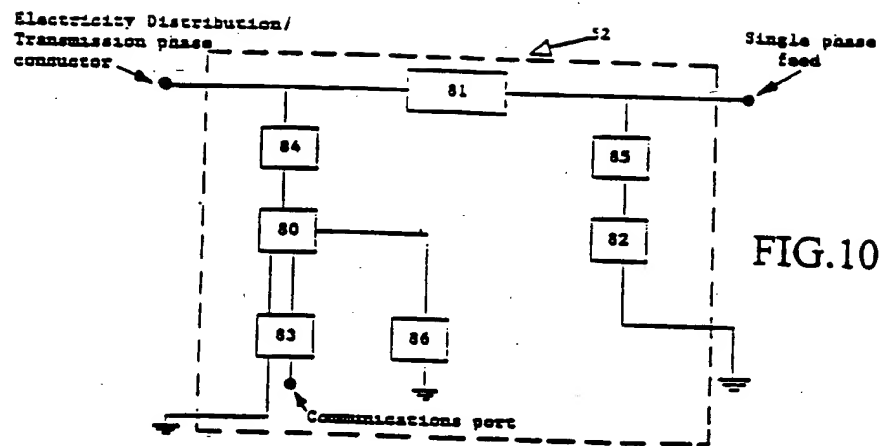 Electricity Distribution/
Transmission phase
conductor
52
Single phase
feed
81
84
85
80
82
FIG.10
83
86
Communications port